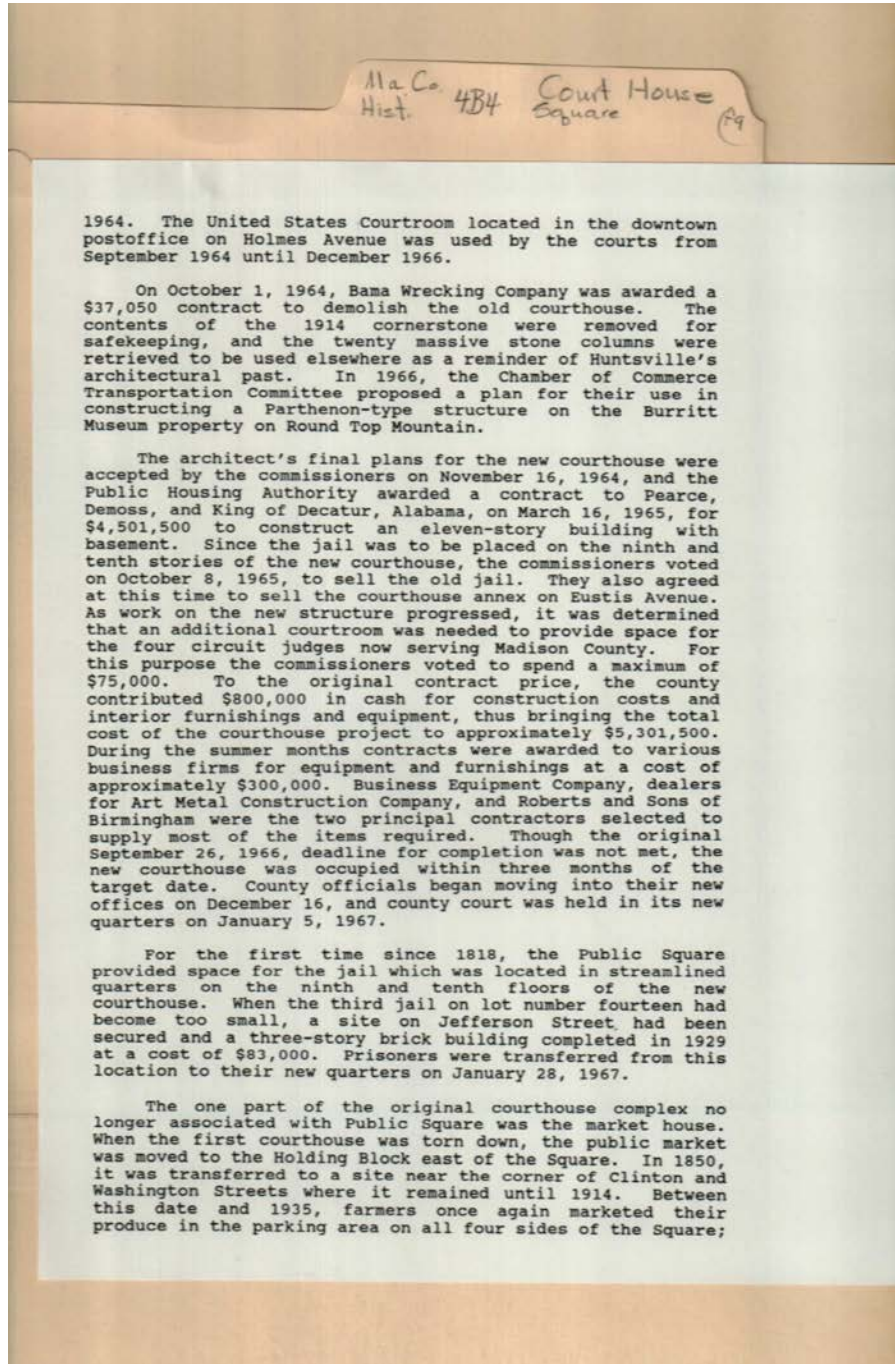 Ma. Co. 4B4 Court House
Hist. Square
1964. The United States Courtroom located in the downtown
postoffice on Holmes Avenue was used by the courts from
September 1964 until December 1966.
On October 1, 1964, Bama Wrecking Company was awarded a
$37,050 contract to demolish the old courthouse. The
contents of the 1914 cornerstone were removed for
safekeeping, and the twenty massive stone columns were
retrieved to be used elsewhere as a reminder of Huntsville's
architectural past. In 1966, the Chamber of Commerce
Transportation Committee proposed a plan for their use in
constructing a Parthenon-type structure on the Burritt
Museum property on Round Top Mountain.
The architect's final plans for the new courthouse were
accepted by the commissioners on November 16, 1964, and the
Public Housing Authority awarded a contract to Pearce,
Demoss, and King of Decatur, Alabama, on March 16, 1965, for
$4,501,500 to construct an eleven-story building with
basement. Since the jail was to be placed on the ninth and
tenth stories of the new courthouse, the commissioners voted
on October 8, 1965, to sell the old jail. They also agreed
at this time to sell the courthouse annex on Eustis Avenue.
As work on the new structure progressed, it was determined
that an additional courtroom was needed to provide space for
the four circuit judges now serving Madison County. For
this purpose the commissioners voted to spend a maximum of
$75,000. To the original contract price, the county
contributed $800,000 in cash for construction costs and
interior furnishings and equipment, thus bringing the total
cost of the courthouse project to approximately $5,301,500.
During the summer months contracts were awarded to various
business firms for equipment and furnishings at a cost of
approximately $300,000. Business Equipment Company, dealers
for Art Metal Construction Company, and Roberts and Sons of
Birmingham were the two principal contractors selected to
supply most of the items required. Though the original
September 26, 1966, deadline for completion was not met, the
new courthouse was occupied within three months of the
target date. County officials began moving into their new
offices on December 16, and county court was held in its new
quarters on January 5, 1967.
For the first time since 1818, the Public Square
provided space for the jail which was located in streamlined
quarters on the ninth and tenth floors of the new
courthouse. When the third jail on lot number fourteen had
become too small, a site on Jefferson Street had been
secured and a three-story brick building completed in 1929
at a cost of $83,000. Prisoners were transferred from this
location to their new quarters on January 28, 1967.
The one part of the original courthouse complex no
longer associated with Public Square was the market house.
When the first courthouse was torn down, the public market
was moved to the Holding Block east of the Square. In 1850,
it was transferred to a site near the corner of Clinton and
Washington Streets where it remained until 1914. Between
this date and 1935, farmers once again marketed their
produce in the parking area on all four sides of the Square;